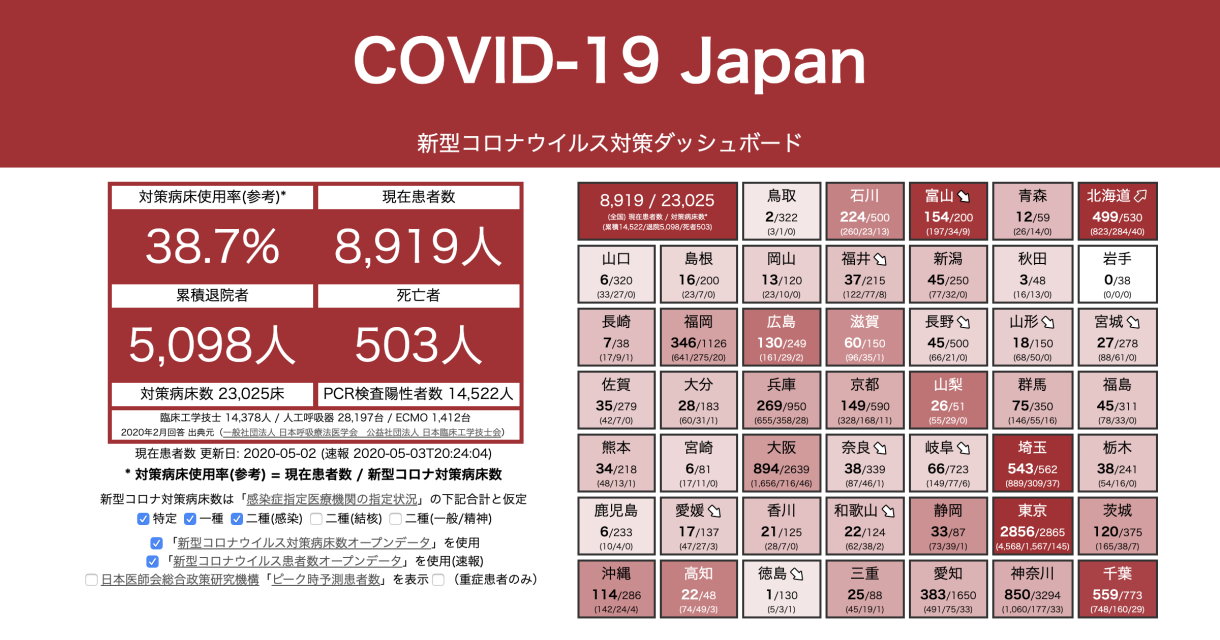 COVID-19 Japan
新型コロナウイルス対策ダッシュボード
対策病床使用率(参考)*
現在患者数
38.7%
8,919人
累積退院者
死亡者
5,098人
503人
対策病床数 23,025床
PCR検査陽性者数 14,522人
臨床工学技士 14,378人 / 人工呼吸器 28,197台 / ECMO 1,412台
2020年2月回答 出典元 (一般社団法人 日本呼吸療法医学会　公益社団法人 日本臨床工学技士会)
現在患者数 更新日: 2020-05-02 (速報 2020-05-03T20:24:04)
* 対策病床使用率(参考) = 現在患者数 / 新型コロナ対策病床数
新型コロナ対策病床数は「感染症指定医療機関の指定状況」の下記合計と仮定
特定 一種 二種(感染) 二種(結核) 二種(一般/精神)
「新型コロナウイルス対策病床数オープンデータ」を使用
「新型コロナウイルス患者数オープンデータ」を使用(速報)
日本医師会総合政策研究機構「ピーク時予測患者数」を表示 (重症患者のみ)
8,919 / 23,025
(全国) 現在患者数 / 対策病床数*
(累積14,522/退院5,098/死者503)
鳥取
2/322
(3/1/0)
石川
224/500
(260/23/13)
富山
154/200
(197/34/9)
青森
12/59
(26/14/0)
北海道
499/530
(823/284/40)
山口
6/320
(33/27/0)
島根
16/200
(23/7/0)
岡山
13/120
(23/10/0)
福井
37/215
(122/77/8)
新潟
45/250
(77/32/0)
秋田
3/48
(16/13/0)
岩手
0/38
(0/0/0)
長崎
7/38
(17/9/1)
福岡
346/1126
(641/275/20)
広島
130/249
(161/29/2)
滋賀
60/150
(96/35/1)
長野
45/500
(66/21/0)
山形
18/150
(68/50/0)
宮城
27/278
(88/61/0)
佐賀
35/279
(42/7/0)
大分
28/183
(60/31/1)
兵庫
269/950
(655/358/28)
京都
149/590
(328/168/11)
山梨
26/51
(55/29/0)
群馬
75/350
(146/55/16)
福島
45/311
(78/33/0)
熊本
34/218
(48/13/1)
宮崎
6/81
(17/11/0)
大阪
894/2639
(1,656/716/46)
奈良
38/339
(87/46/1)
岐阜
66/723
(149/77/6)
埼玉
543/562
(889/309/37)
栃木
38/241
(54/16/0)
鹿児島
6/233
(10/4/0)
愛媛
17/137
(47/27/3)
香川
21/125
(28/7/0)
和歌山
22/124
(62/38/2)
静岡
33/87
(73/39/1)
東京
2856/2865
(4,568/1,567/145)
茨城
120/375
(165/38/7)
沖縄
114/286
(142/24/4)
高知
22/48
(74/49/3)
徳島
1/130
(5/3/1)
三重
25/88
(45/19/1)
愛知
383/1650
(491/75/33)
神奈川
850/3294
(1,060/177/33)
千葉
559/773
(748/160/29)